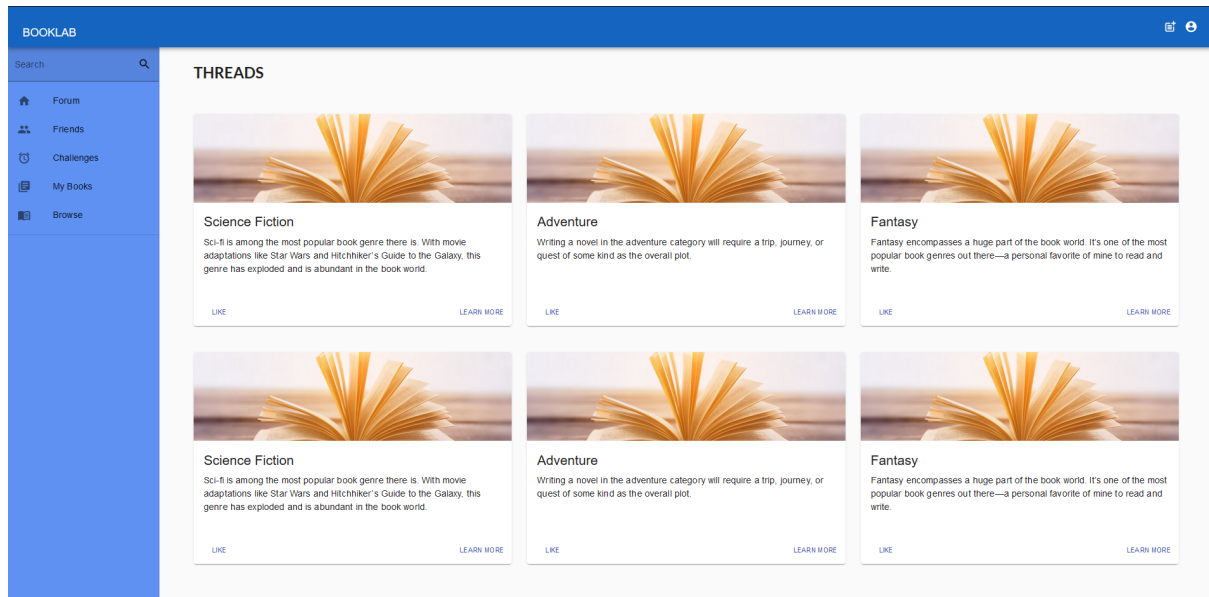 BOOKLAB
Search
Forum
Friends
Challenges
My Books
Browse
THREADS
Science Fiction
Sci-fi is among the most popular book genre there is. With movie
adaptations like Star Wars and Hitchhiker's Guide to the Galaxy, this
genre has exploded and is abundant in the book world.
LIKE
LEARN MORE
Adventure
Writing a novel in the adventure category will require a trip, journey, or
quest of some kind as the overall plot.
LIKE
LEARN MORE
Fantasy
Fantasy encompasses a huge part of the book world. It's one of the most
popular book genres out there—a personal favorite of mine to read and
write.
LIKE
LEARN MORE
Science Fiction
Sci-fi is among the most popular book genre there is. With movie
adaptations like Star Wars and Hitchhiker's Guide to the Galaxy, this
genre has exploded and is abundant in the book world.
LIKE
LEARN MORE
Adventure
Writing a novel in the adventure category will require a trip, journey, or
quest of some kind as the overall plot.
LIKE
LEARN MORE
Fantasy
Fantasy encompasses a huge part of the book world. It's one of the most
popular book genres out there—a personal favorite of mine to read and
write.
LIKE
LEARN MORE